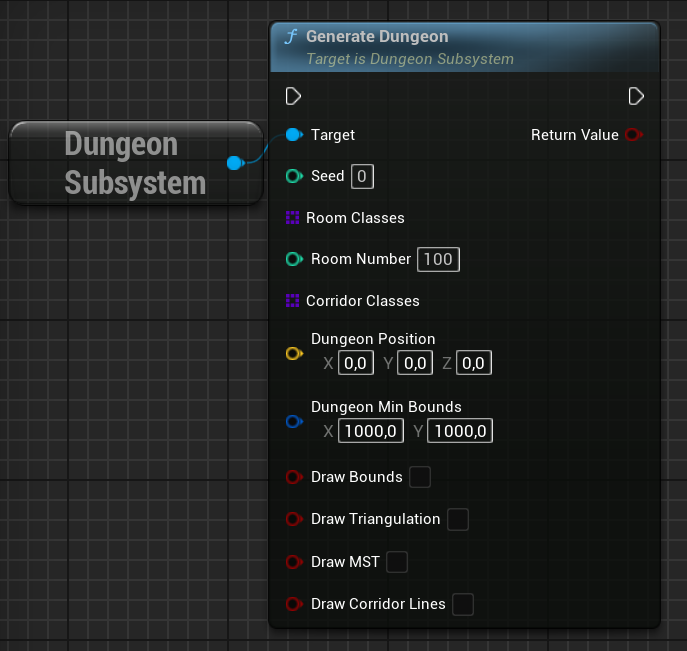 Generate Dungeon
Target is Dungeon Subsystem
Dungeon
Subsystem
Target
Return Value
Seed 0
Room Classes
Room Number 100
Corridor Classes
Dungeon Position
X 0,0 Y 0,0 Z 0,0
Dungeon Min Bounds
X 1000,0 Y 1000,0
Draw Bounds
Draw Triangulation
Draw MST
Draw Corridor Lines